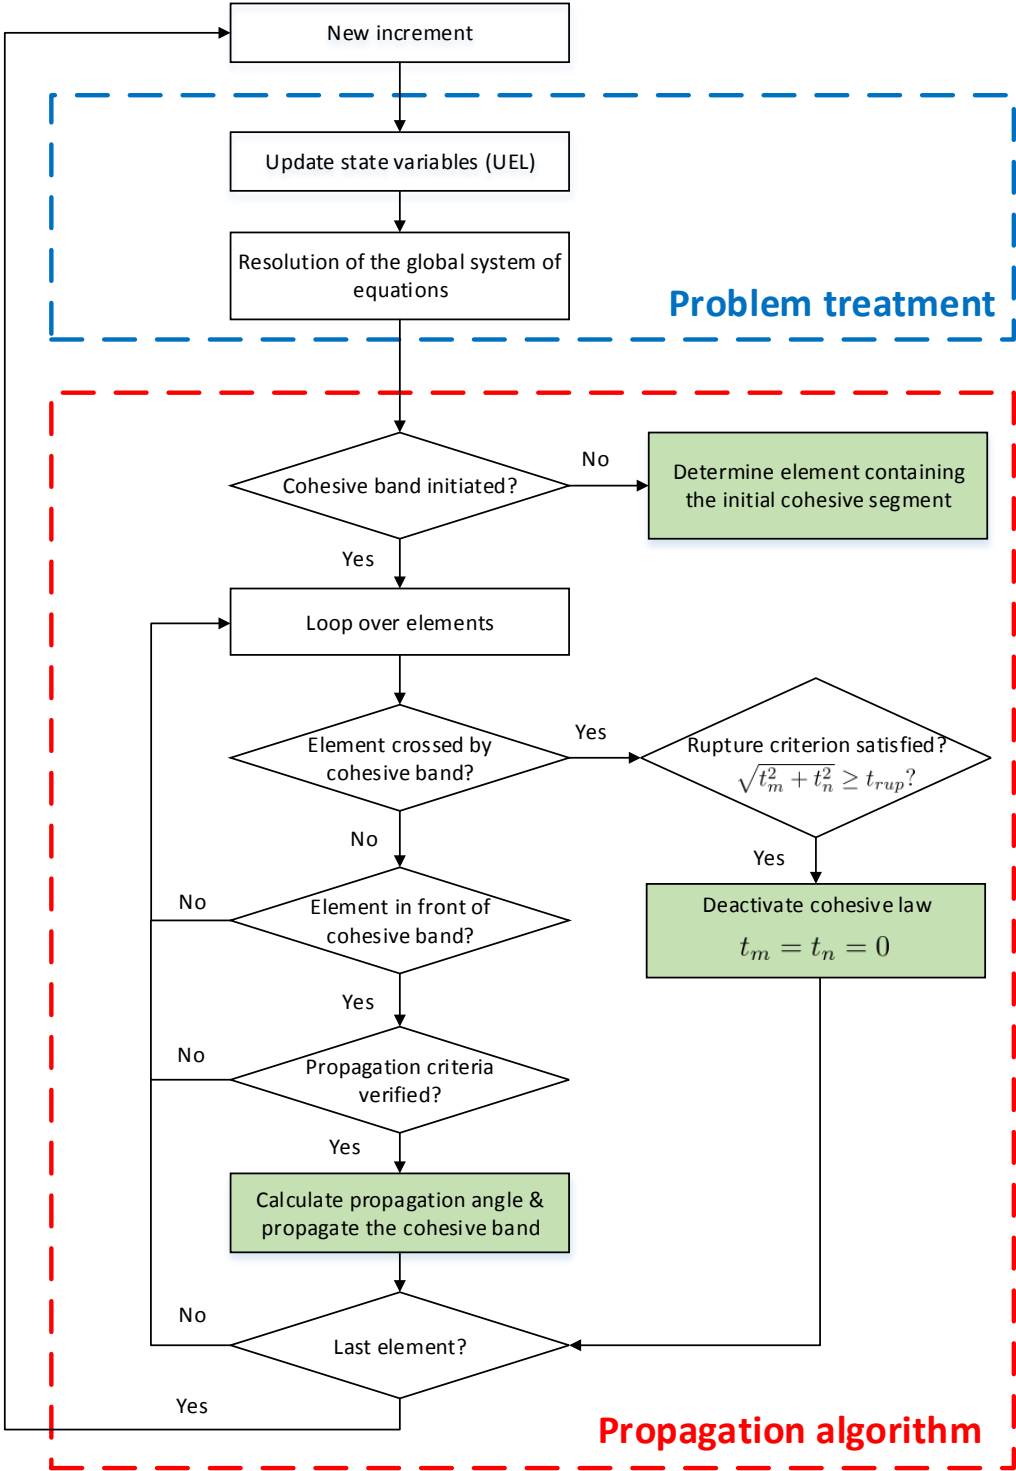 New increment
Update state variables (UEL)
Resolution of the global system of
equations
Problem treatment
Cohesive band initiated?
No
Determine element containing
the initial cohesive segment
Yes
Loop over elements
Element crossed by
cohesive band?
Yes
Rupture criterion satisfied?
$\sqrt{t_m^2 + t_n^2} \geq t_{rup}?$
No
Yes
Deactivate cohesive law
$t_m = t_n = 0$
Element in front of
cohesive band?
No
Yes
Propagation criteria
verified?
No
Yes
Calculate propagation angle &
propagate the cohesive band
Last element?
No
Yes
Propagation algorithm